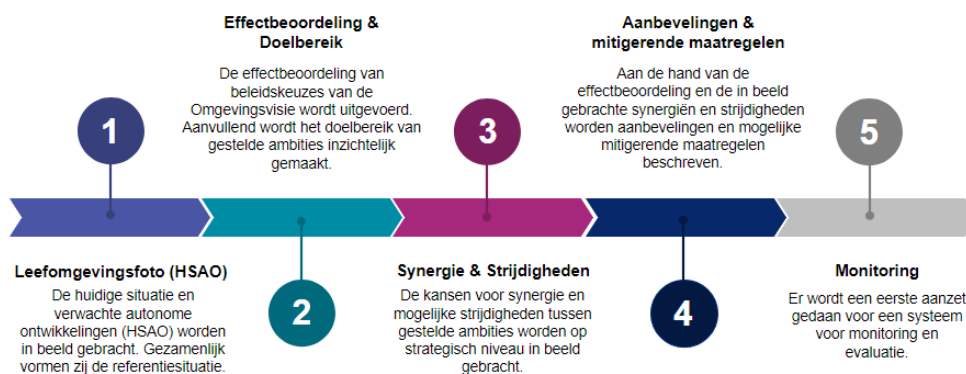 1
Leefomgevingsfoto (HSAO)
De huidige situatie en
verwachte autonome
ontwikkelingen (HSAO) worden
in beeld gebracht. Gezamenlijk
vormen zij de referentiesituatie.
Effectbeoordeling &
Doelbereik
De effectbeoordeling van
beleidskeuzes van de
Omgevingsvisie wordt uitgevoerd.
Aanvullend wordt het doelbereik van
gestelde ambities inzichtelijk
gemaakt.
2
3
Synergie & Strijdigheden
De kansen voor synergie en
mogelijke strijdigheden tussen
gestelde ambities worden op
strategisch niveau in beeld
gebracht.
Aanbevelingen &
mitigerende maatregelen
Aan de hand van de
effectbeoordeling en de in beeld
gebrachte synergiën en strijdigheden
worden aanbevelingen en mogelijke
mitigerende maatregelen
beschreven.
4
5
Monitoring
Er wordt een eerste aanzet
gedaan voor een systeem
voor monitoring en
evaluatie.